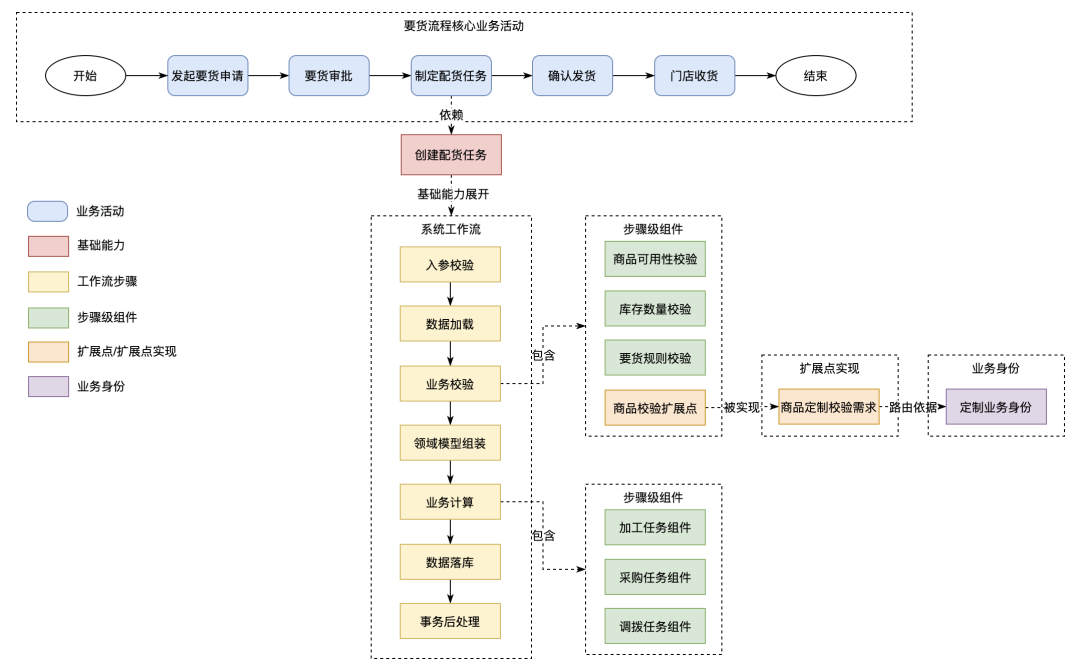 要货流程核心业务活动
开始
发起要货申请
要货审批
制定配货任务
确认发货
门店收货
结束
依赖
创建配货任务
基础能力展开
业务活动
基础能力
工作流步骤
步骤级组件
扩展点/扩展点实现
业务身份
系统工作流
入参校验
数据加载
业务校验
领域模型组装
业务计算
数据落库
事务后处理
包含
步骤级组件
商品可用性校验
库存数量校验
要货规则校验
商品校验扩展点
被实现
扩展点实现
商品定制校验需求
路由依据
业务身份
定制业务身份
包含
步骤级组件
加工任务组件
采购任务组件
调拨任务组件